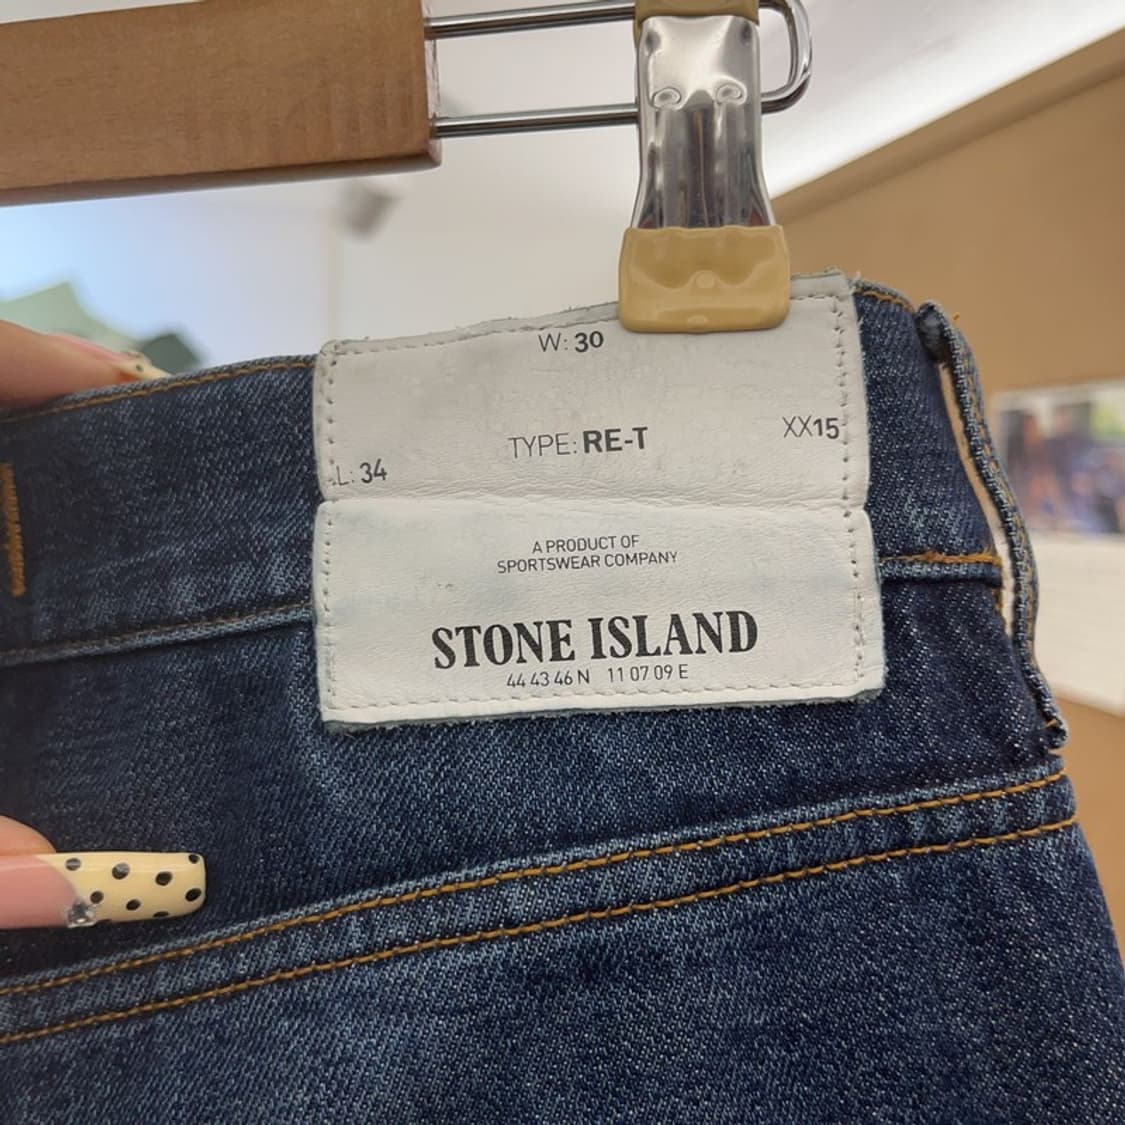 W: 30
TYPE: RE-T
XX15
L: 34
A PRODUCT OF
SPORTSWEAR COMPANY
STONE ISLAND
44 43 46 N 11 07 09 E